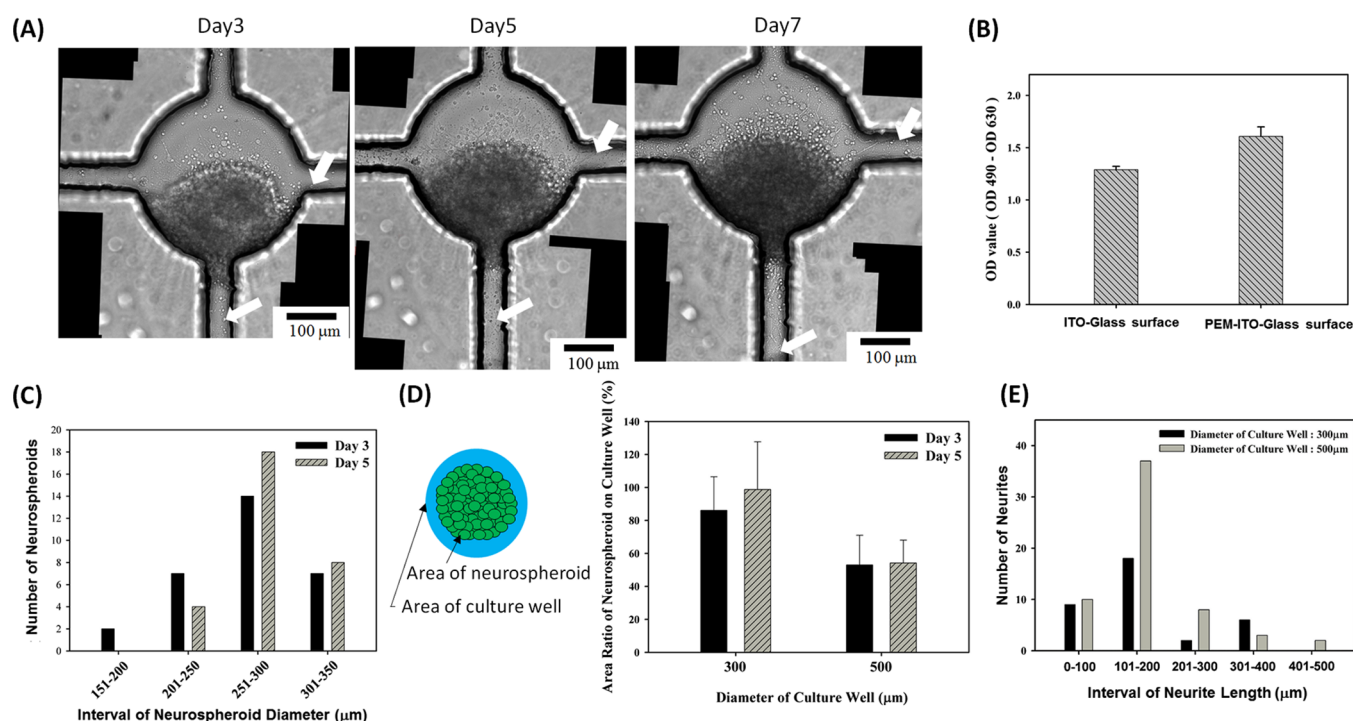 (A)
Day3
Day5
Day7
100 μm
100 μm
100 μm
(B)
OD value ( OD 490 - OD 630 )
2.0
1.5
1.0
0.5
0.0
ITO-Glass surface
PEM-ITO-Glass surface
(C)
Number of Neurospheroids
20
18
16
14
12
10
8
6
4
2
0
Day 3
Day 5
151-200
201-250
251-300
301-350
Interval of Neurospheroid Diameter (μm)
(D)
Area of neurospheroid
Area of culture well
Area Ratio of Neurospheroid on Culture Well (%)
140
120
100
80
60
40
20
0
Day 3
Day 5
300
500
Diameter of Culture Well (μm)
(E)
Number of Neurites
40
30
20
10
0
Diameter of Culture Well : 300μm
Diameter of Culture Well : 500μm
0-100
101-200
201-300
301-400
401-500
Interval of Neurite Length (μm)